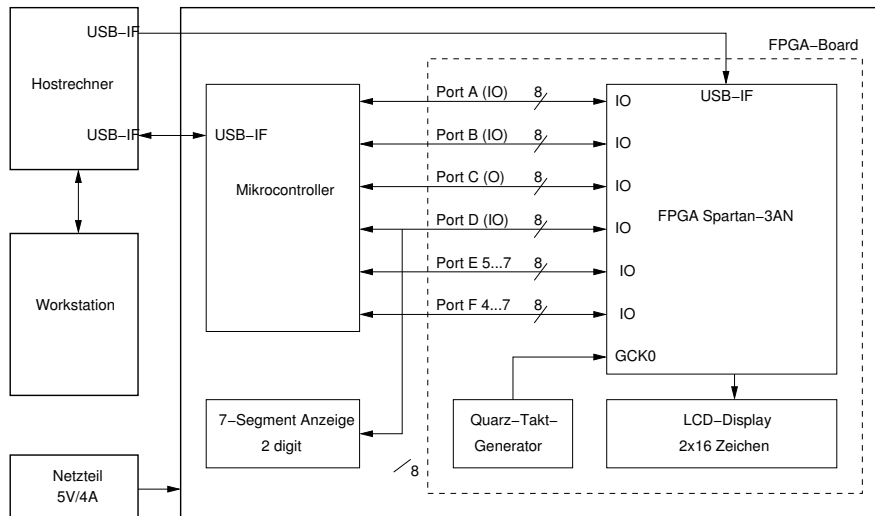 USB−IF
FPGA−Board
Hostrechner
USB−IF
Port A (IO)
8
IO
USB−IF
USB−IF
USB−IF
Port B (IO)
8
IO
Mikrocontroller
Port C (O)
8
IO
Port D (IO)
8
IO
FPGA Spartan−3AN
Port E 5...7
8
IO
Workstation
Port F 4...7
8
IO
GCK0
7−Segment Anzeige
2 digit
Quarz−Takt−
Generator
LCD−Display
2x16 Zeichen
8
Netzteil
5V/4A